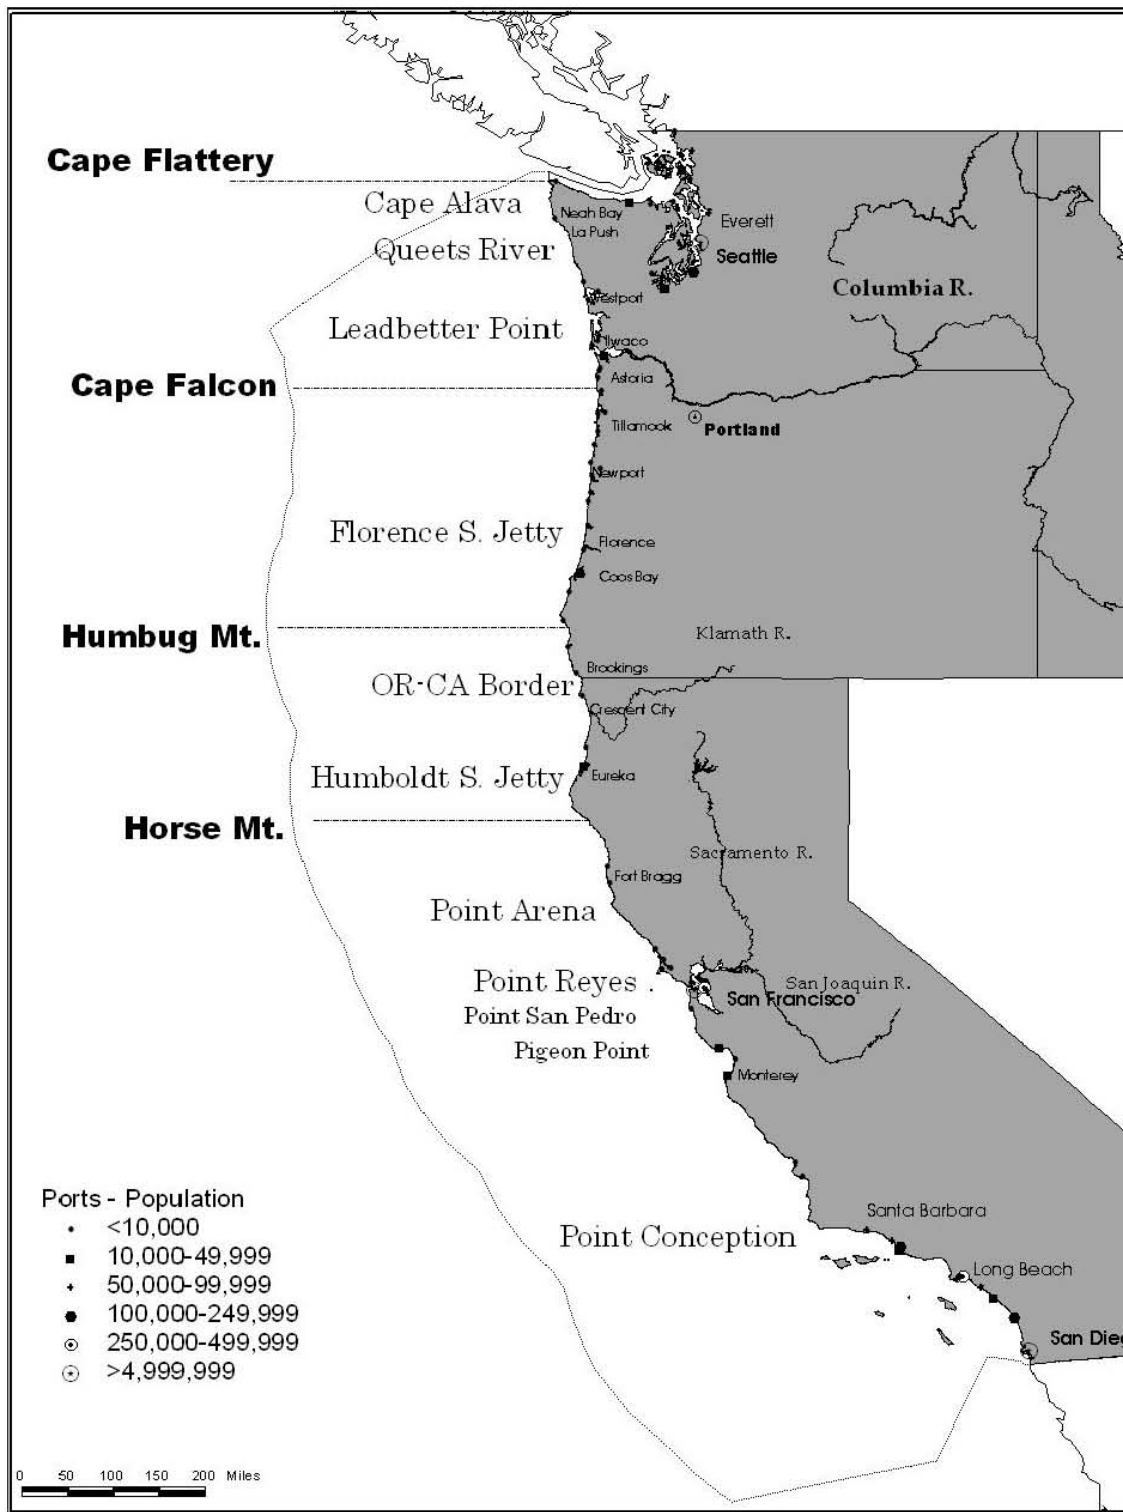 Cape Flattery
Cape Alava
Neah Bay
La Push
Everett
Queets River
Seattle
Columbia R.
Westport
Leadbetter Point
Ilwaco
Cape Falcon
Astoria
Tillamook
Portland
Newport
Florence S. Jetty
Florence
Coos Bay
Humbug Mt.
Klamath R.
Brookings
OR-CA Border
Crescent City
Humboldt S. Jetty
Eureka
Horse Mt.
Sacramento R.
Fort Bragg
Point Arena
Point Reyes .
San Joaquin R.
San Francisco
Point San Pedro
Pigeon Point
Monterey
Ports - Population
<10,000
10,000-49,999
50,000-99,999
100,000-249,999
250,000-499,999
>4,999,999
Santa Barbara
Point Conception
Long Beach
San Dieg
0 50 100 150 200 Miles